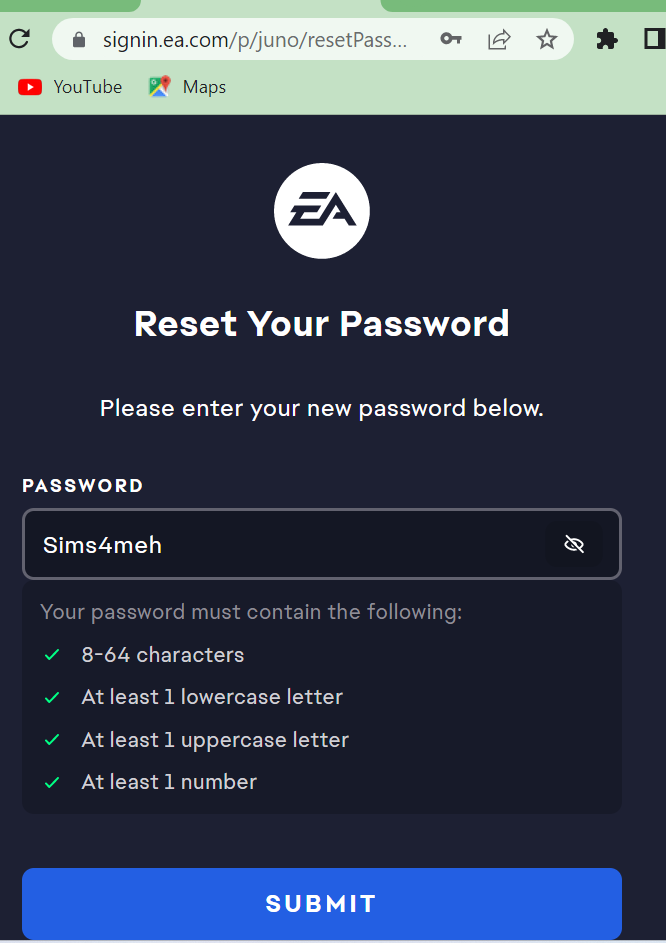 signin.ea.com/p/juno/resetPass...
YouTube Maps
EA
Reset Your Password
Please enter your new password below.
PASSWORD
Sims4meh
Your password must contain the following:
8-64 characters
At least 1 lowercase letter
At least 1 uppercase letter
At least 1 number
SUBMIT